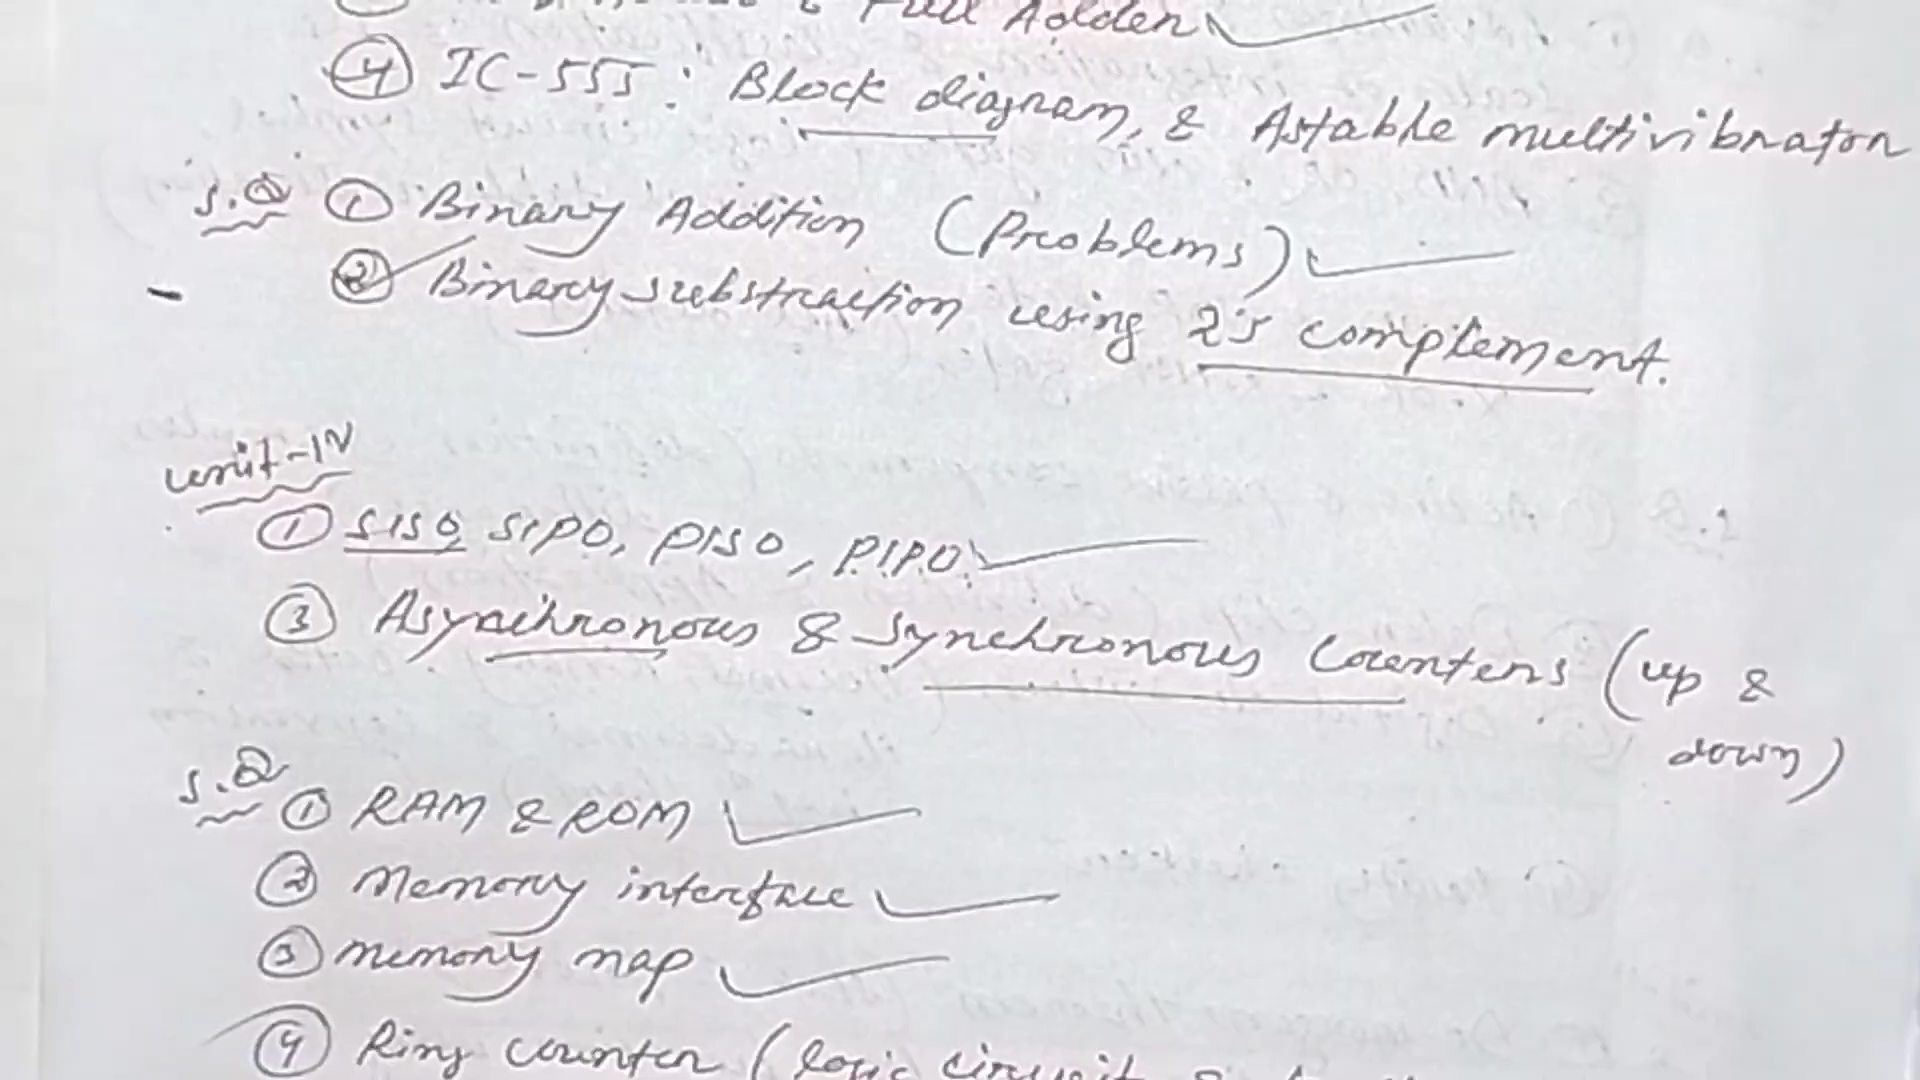 & Full Adder
④ IC-555: Block diagram, & Astable multivibrator
S.Q ① Binary Addition (Problems)
② Binary substraction using 2's complement.
Unit-IV
① SISO, SIPO, PISO, PIPO.
③ Asynchronous & Synchronous Counters (up &
down)
S.Q ① RAM & ROM
② Memory interface
③ memory map
④ Ring counter (logic circuit &